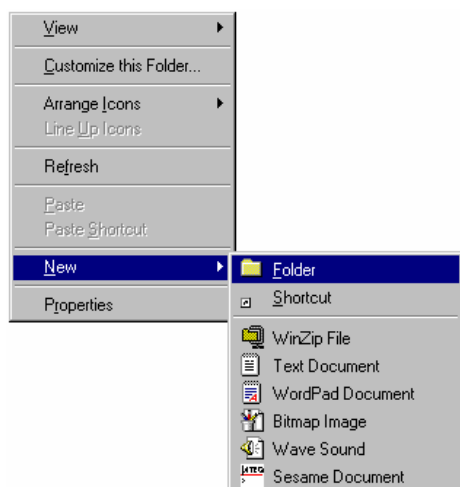 View
Customize this Folder...
Arrange Icons
Line Up Icons
Refresh
Paste
Paste Shortcut
New
Properties
Folder
Shortcut
WinZip File
Text Document
WordPad Document
Bitmap Image
Wave Sound
Sesame Document